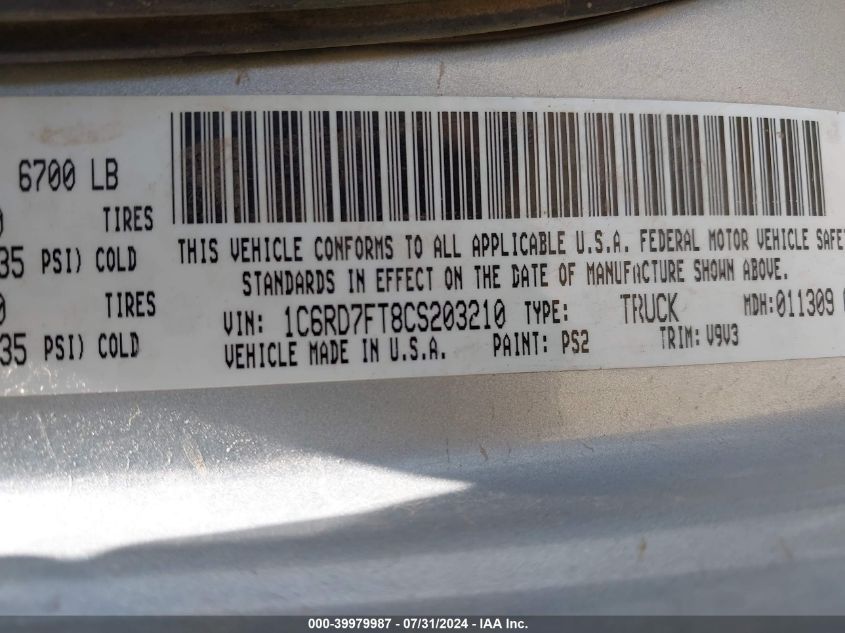 6700 LB
0 TIRES
35 PSI) COLD
0 TIRES
35 PSI) COLD
THIS VEHICLE CONFORMS TO ALL APPLICABLE U.S.A. FEDERAL MOTOR VEHICLE SAFE
STANDARDS IN EFFECT ON THE DATE OF MANUFACTURE SHOWN ABOVE.
VIN: 1C6RD7FT8CS203210 TYPE: TRUCK MDH:011309
VEHICLE MADE IN U.S.A. PAINT: PS2 TRIM: V9V3
000-39979987 - 07/31/2024 - IAA Inc.